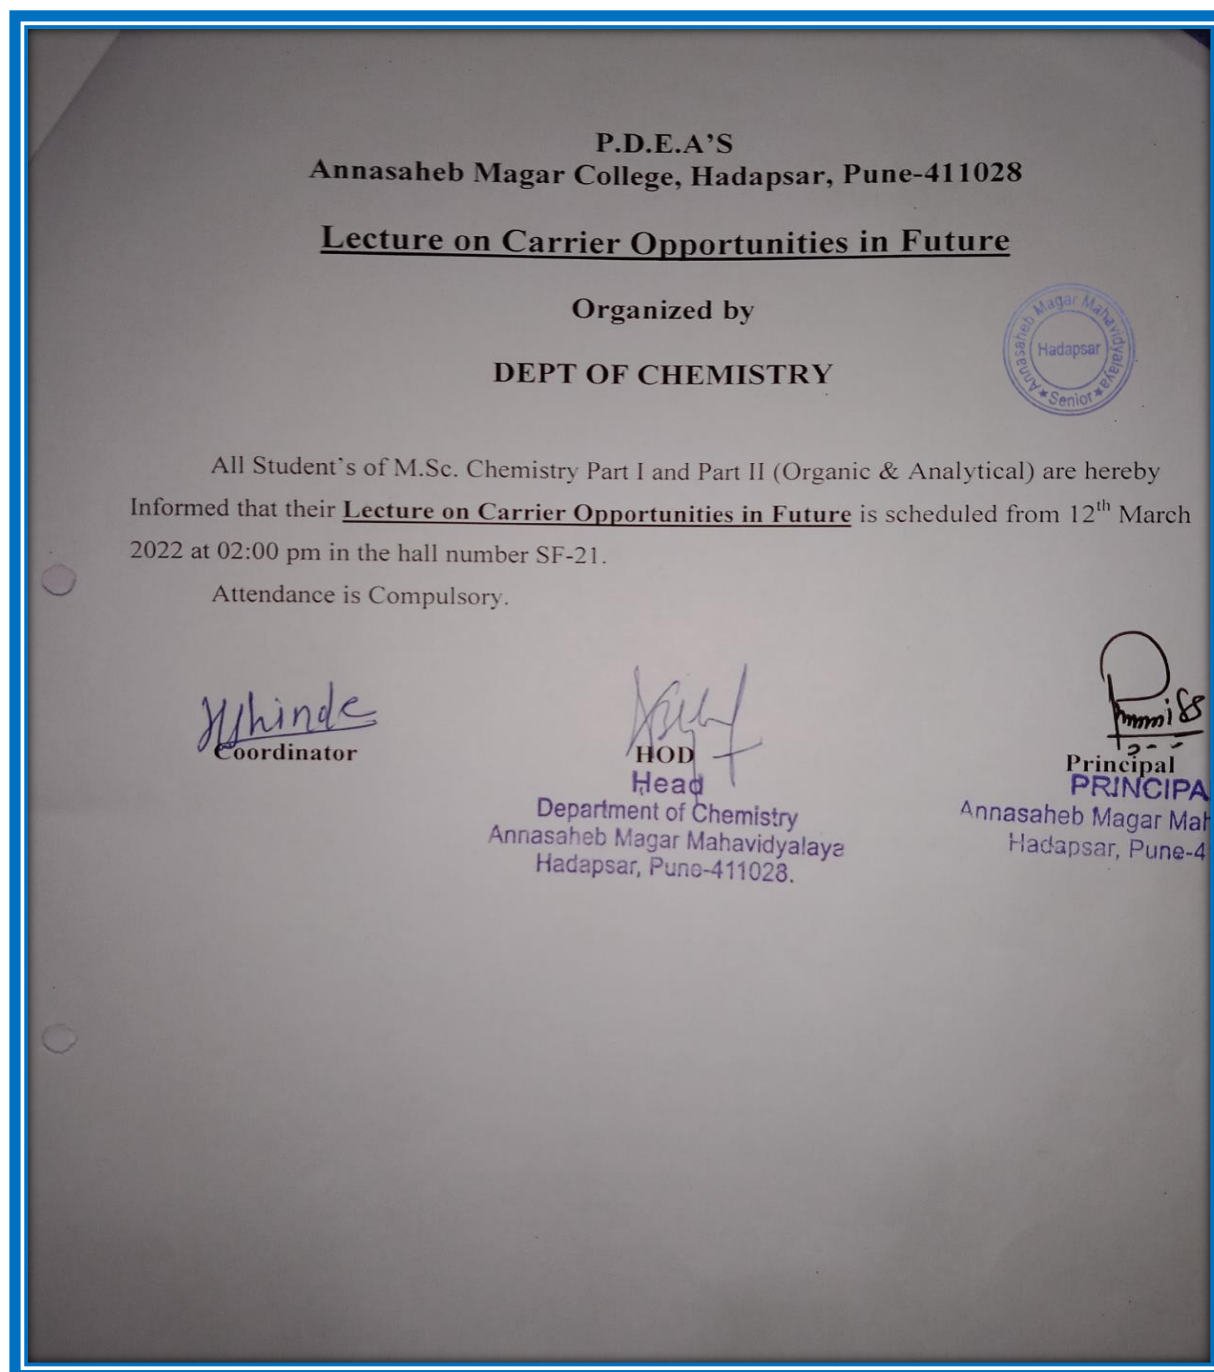 P.D.E.A’S
Annasaheb Magar College, Hadapsar, Pune-411028
Lecture on Carrier Opportunities in Future
Organized by
DEPT OF CHEMISTRY
Annasaheb Magar Mahavidyalaya
Hadapsar
★ Senior ★
All Student`s of M.Sc. Chemistry Part I and Part II (Organic & Analytical) are hereby
Informed that their Lecture on Carrier Opportunities in Future is scheduled from 12th March
2022 at 02:00 pm in the hall number SF-21.
Attendance is Compulsory.
Coordinator
HOD
Head
Department of Chemistry
Annasaheb Magar Mahavidyalaya
Hadapsar, Pune-411028.
Principal
PRINCIPA
Annasaheb Magar Mah
Hadapsar, Pune-4